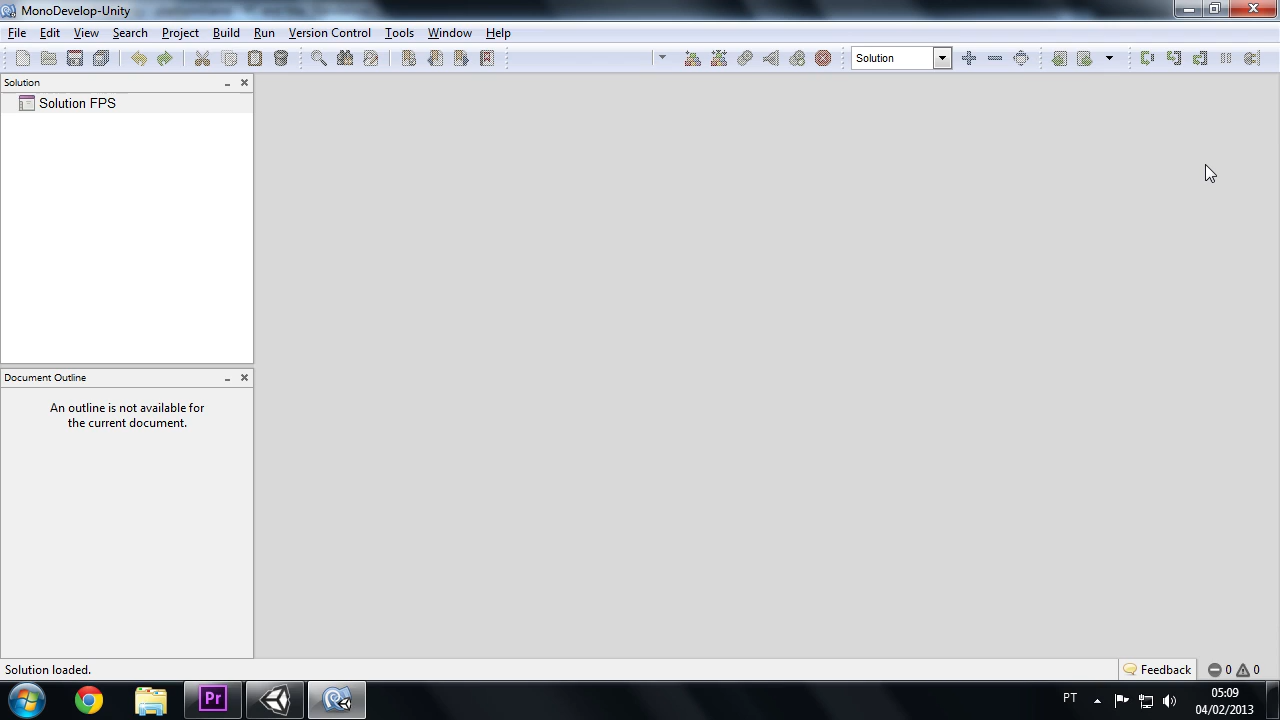 MonoDevelop-Unity
File Edit View Search Project Build Run Version Control Tools Window Help
Solution
Solution
Solution FPS
Document Outline
An outline is not available for
the current document.
Solution loaded.
Feedback 0 0
Pr
PT
05:09
04/02/2013